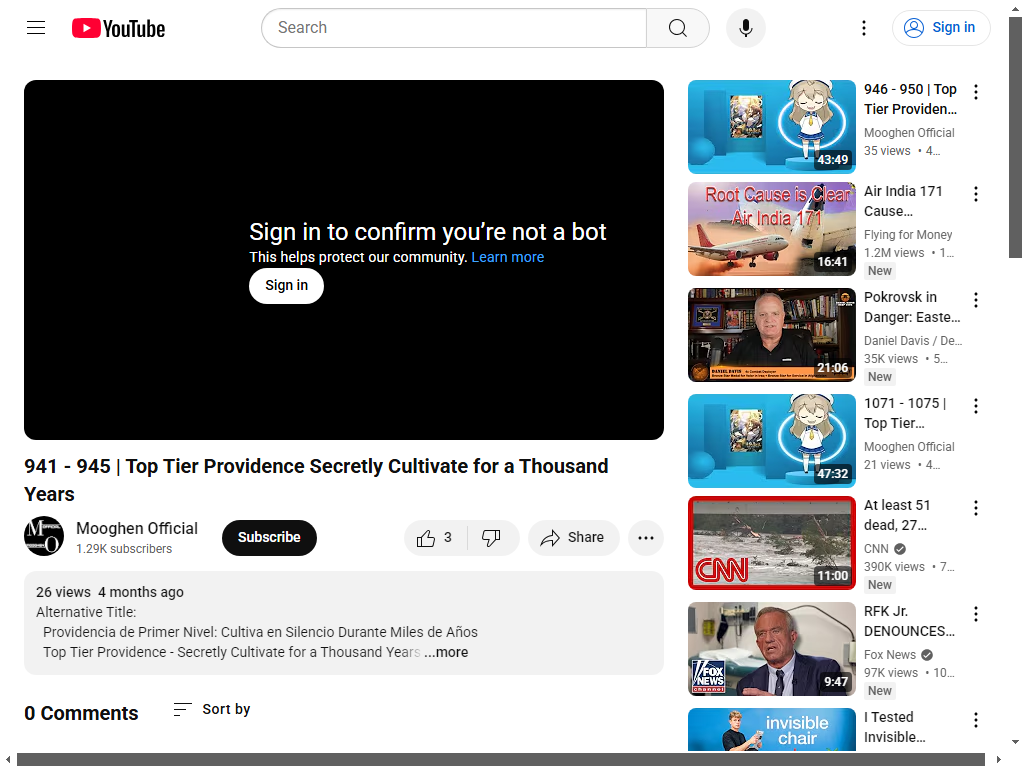 YouTube
Search
Sign in
Sign in to confirm you're not a bot
This helps protect our community. Learn more
Sign in
941 - 945 | Top Tier Providence Secretly Cultivate for a Thousand
Years
Mooghen Official
1.29K subscribers
Subscribe
3
Share
26 views 4 months ago
Alternative Title:
Providencia de Primer Nivel: Cultiva en Silencio Durante Miles de Años
Top Tier Providence - Secretly Cultivate for a Thousand Years ...more
0 Comments
Sort by
43:49
946 - 950 | Top
Tier Providen...
Mooghen Official
35 views • 4...
Root Cause is Clear
Air India 171
16:41
Air India 171
Cause...
Flying for Money
1.2M views • 1...
New
DANIEL DAVIS
21:06
Pokrovsk in
Danger: Easte...
Daniel Davis / De...
35K views • 5...
New
47:32
1071 - 1075 |
Top Tier...
Mooghen Official
21 views • 4...
CNN
11:00
At least 51
dead, 27...
CNN
390K views • 7...
New
FOX
NEWS
channel
9:47
RFK Jr.
DENOUNCES...
Fox News
97K views • 10...
New
invisible
chair
I Tested
Invisible...